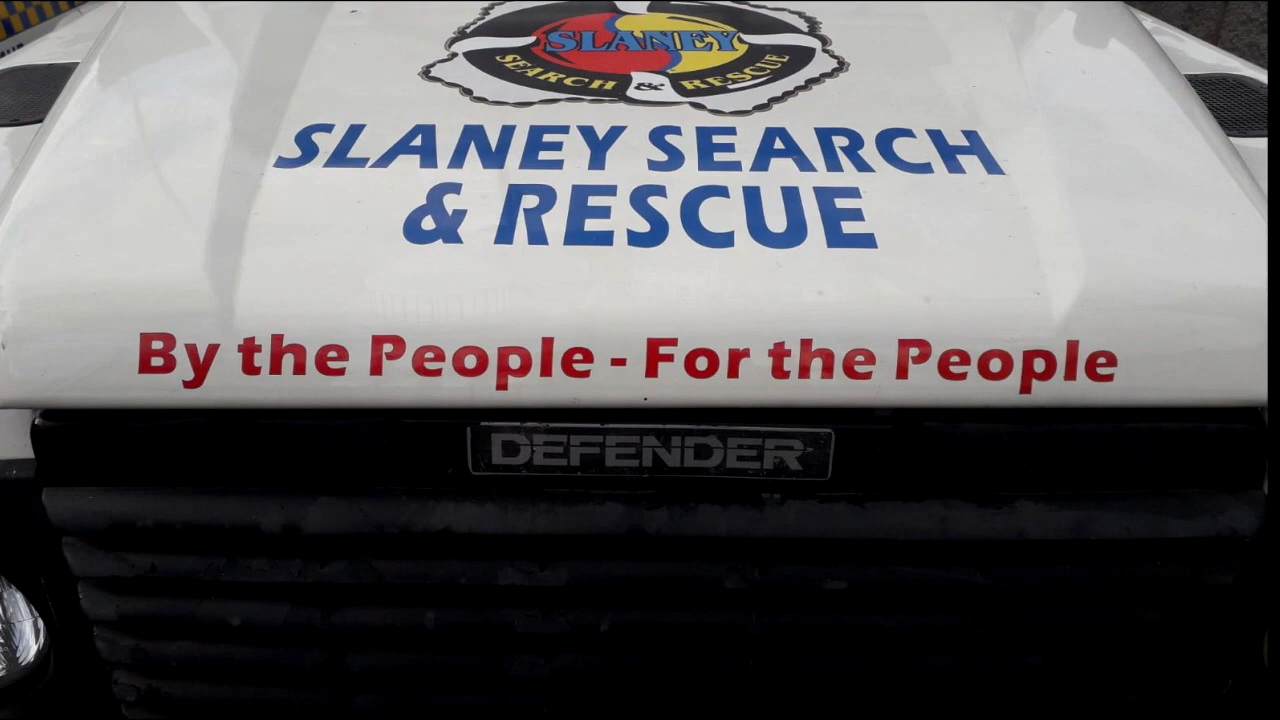 SLANEY
SEARCH & RESCUE
SLANEY SEARCH
& RESCUE
By the People - For the People
DEFENDER